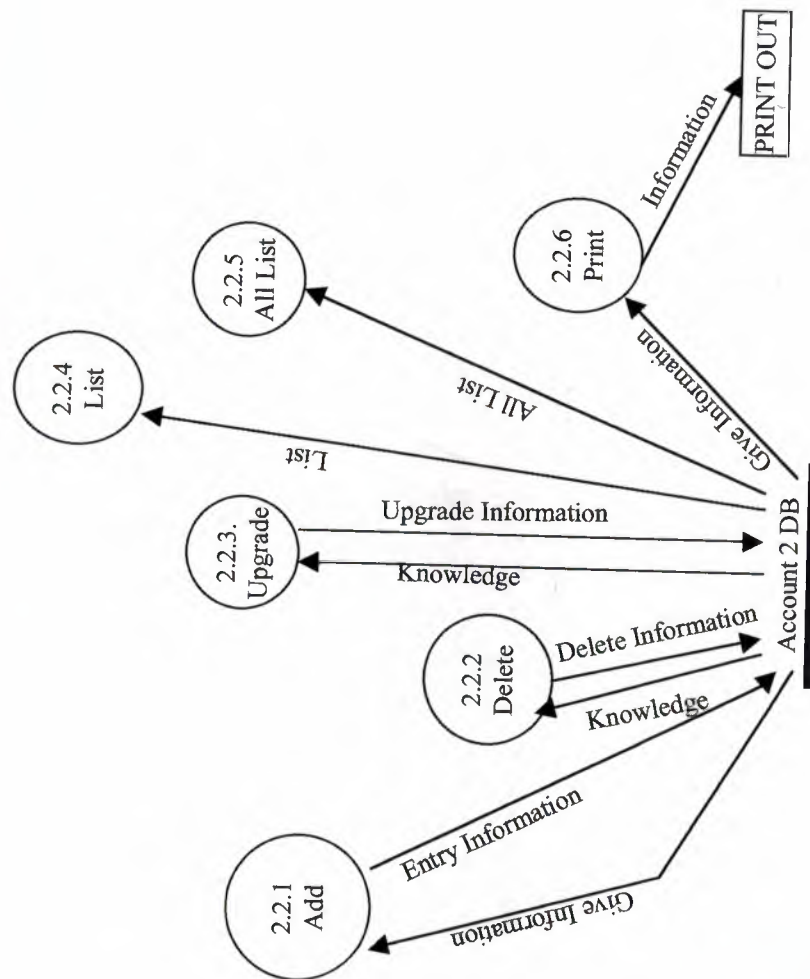 2.2.1
Add
2.2.2
Delete
2.2.3.
Upgrade
2.2.4
List
2.2.5
All List
2.2.6
Print
Give Information
Entry Information
Knowledge
Delete Information
Knowledge
Upgrade Information
List
All List
Give Information
Information
PRINT OUT
Account 2 DB